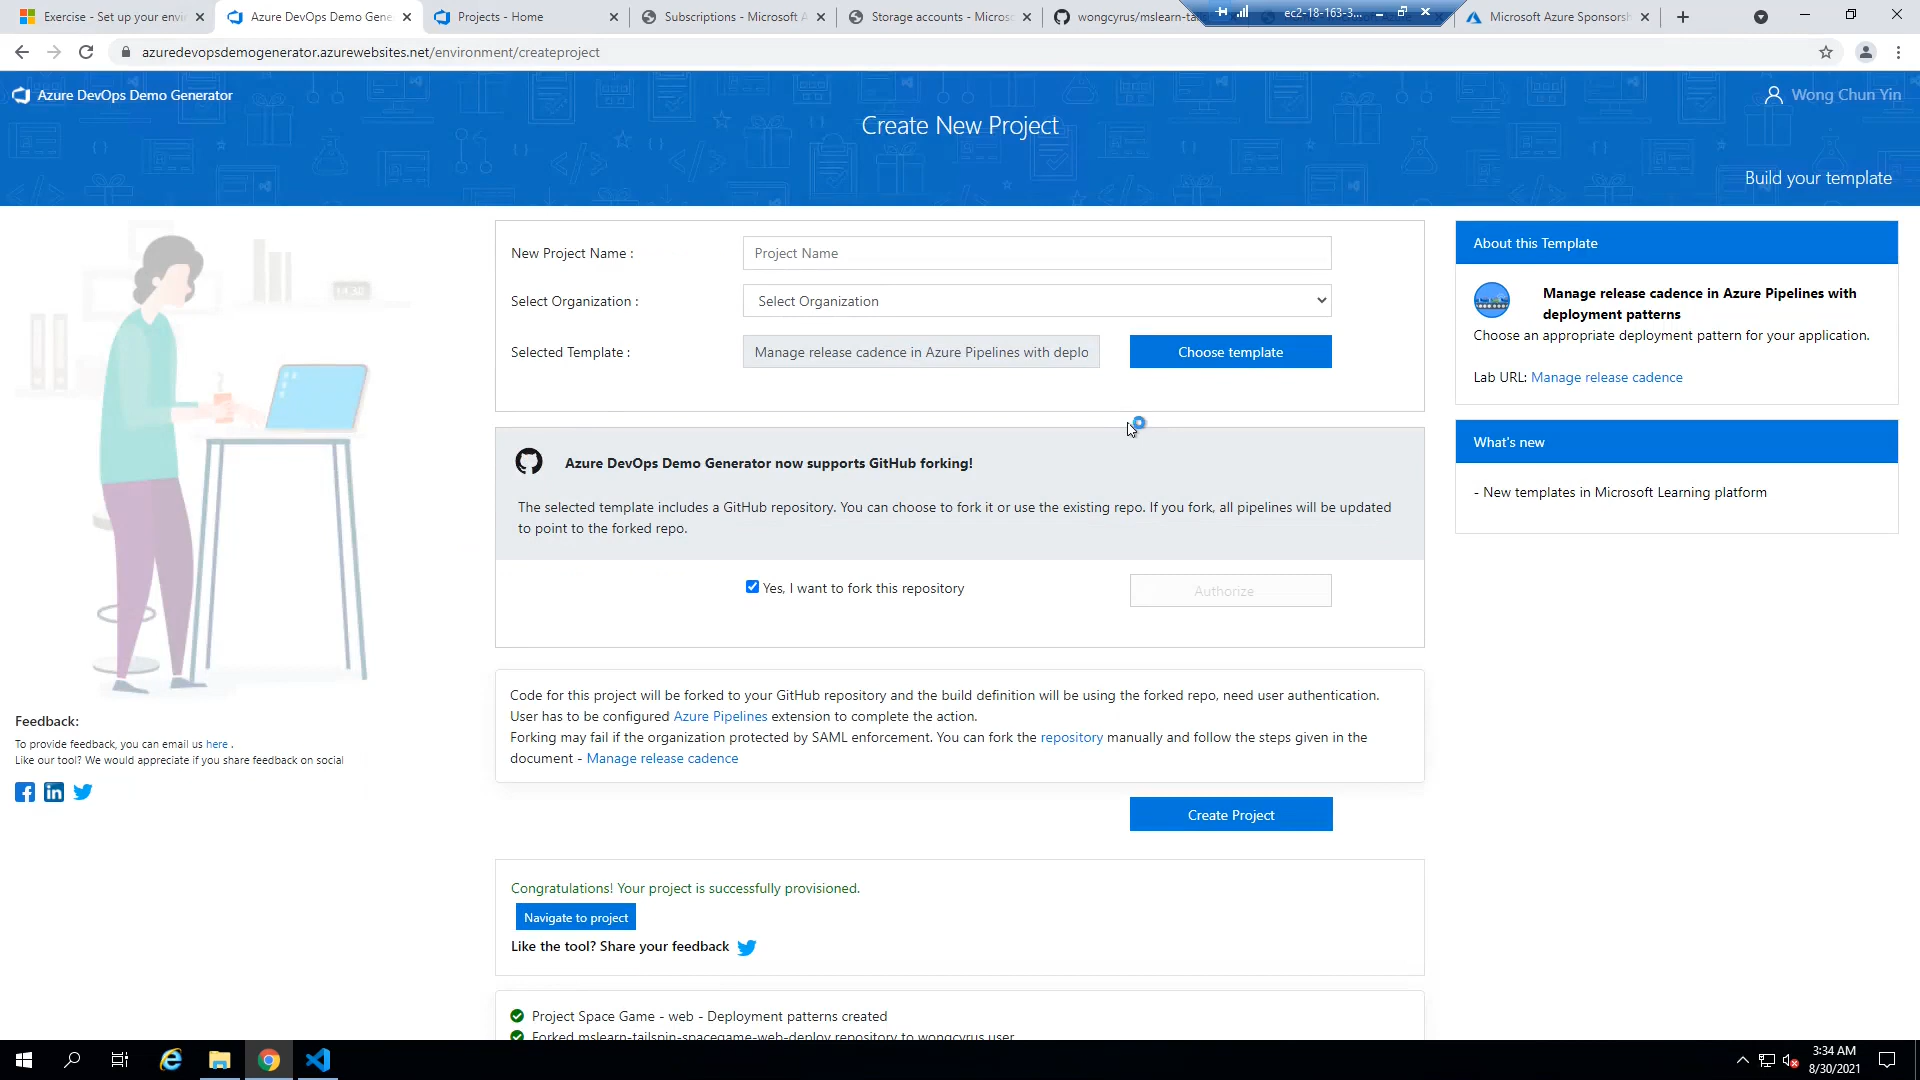 Exercise - Set up your envi
Azure DevOps Demo Gene
Projects - Home
Subscriptions - Microsoft A
Storage accounts - Micros
wongcyrus/mslearn-tails
ec2-18-163-3...
Microsoft Azure Sponsorsh
azuredevopsdemogenerator.azurewebsites.net/environment/createproject
Azure DevOps Demo Generator
Wong Chun Yin
Create New Project
Build your template
New Project Name :
Project Name
Select Organization :
Select Organization
Selected Template :
Manage release cadence in Azure Pipelines with deplo
Choose template
Azure DevOps Demo Generator now supports GitHub forking!
The selected template includes a GitHub repository. You can choose to fork it or use the existing repo. If you fork, all pipelines will be updated
to point to the forked repo.
Yes, I want to fork this repository
Authorize
Code for this project will be forked to your GitHub repository and the build definition will be using the forked repo, need user authentication.
User has to be configured Azure Pipelines extension to complete the action.
Forking may fail if the organization protected by SAML enforcement. You can fork the repository manually and follow the steps given in the
document - Manage release cadence
Create Project
Congratulations! Your project is successfully provisioned.
Navigate to project
Like the tool? Share your feedback
Project Space Game - web - Deployment patterns created
Forked mslearn-tailspin-spacegame-web-deploy repository to wongcyrus user
About this Template
Manage release cadence in Azure Pipelines with
deployment patterns
Choose an appropriate deployment pattern for your application.
Lab URL: Manage release cadence
What's new
- New templates in Microsoft Learning platform
Feedback:
To provide feedback, you can email us here .
Like our tool? We would appreciate if you share feedback on social
3:34 AM
8/30/2021